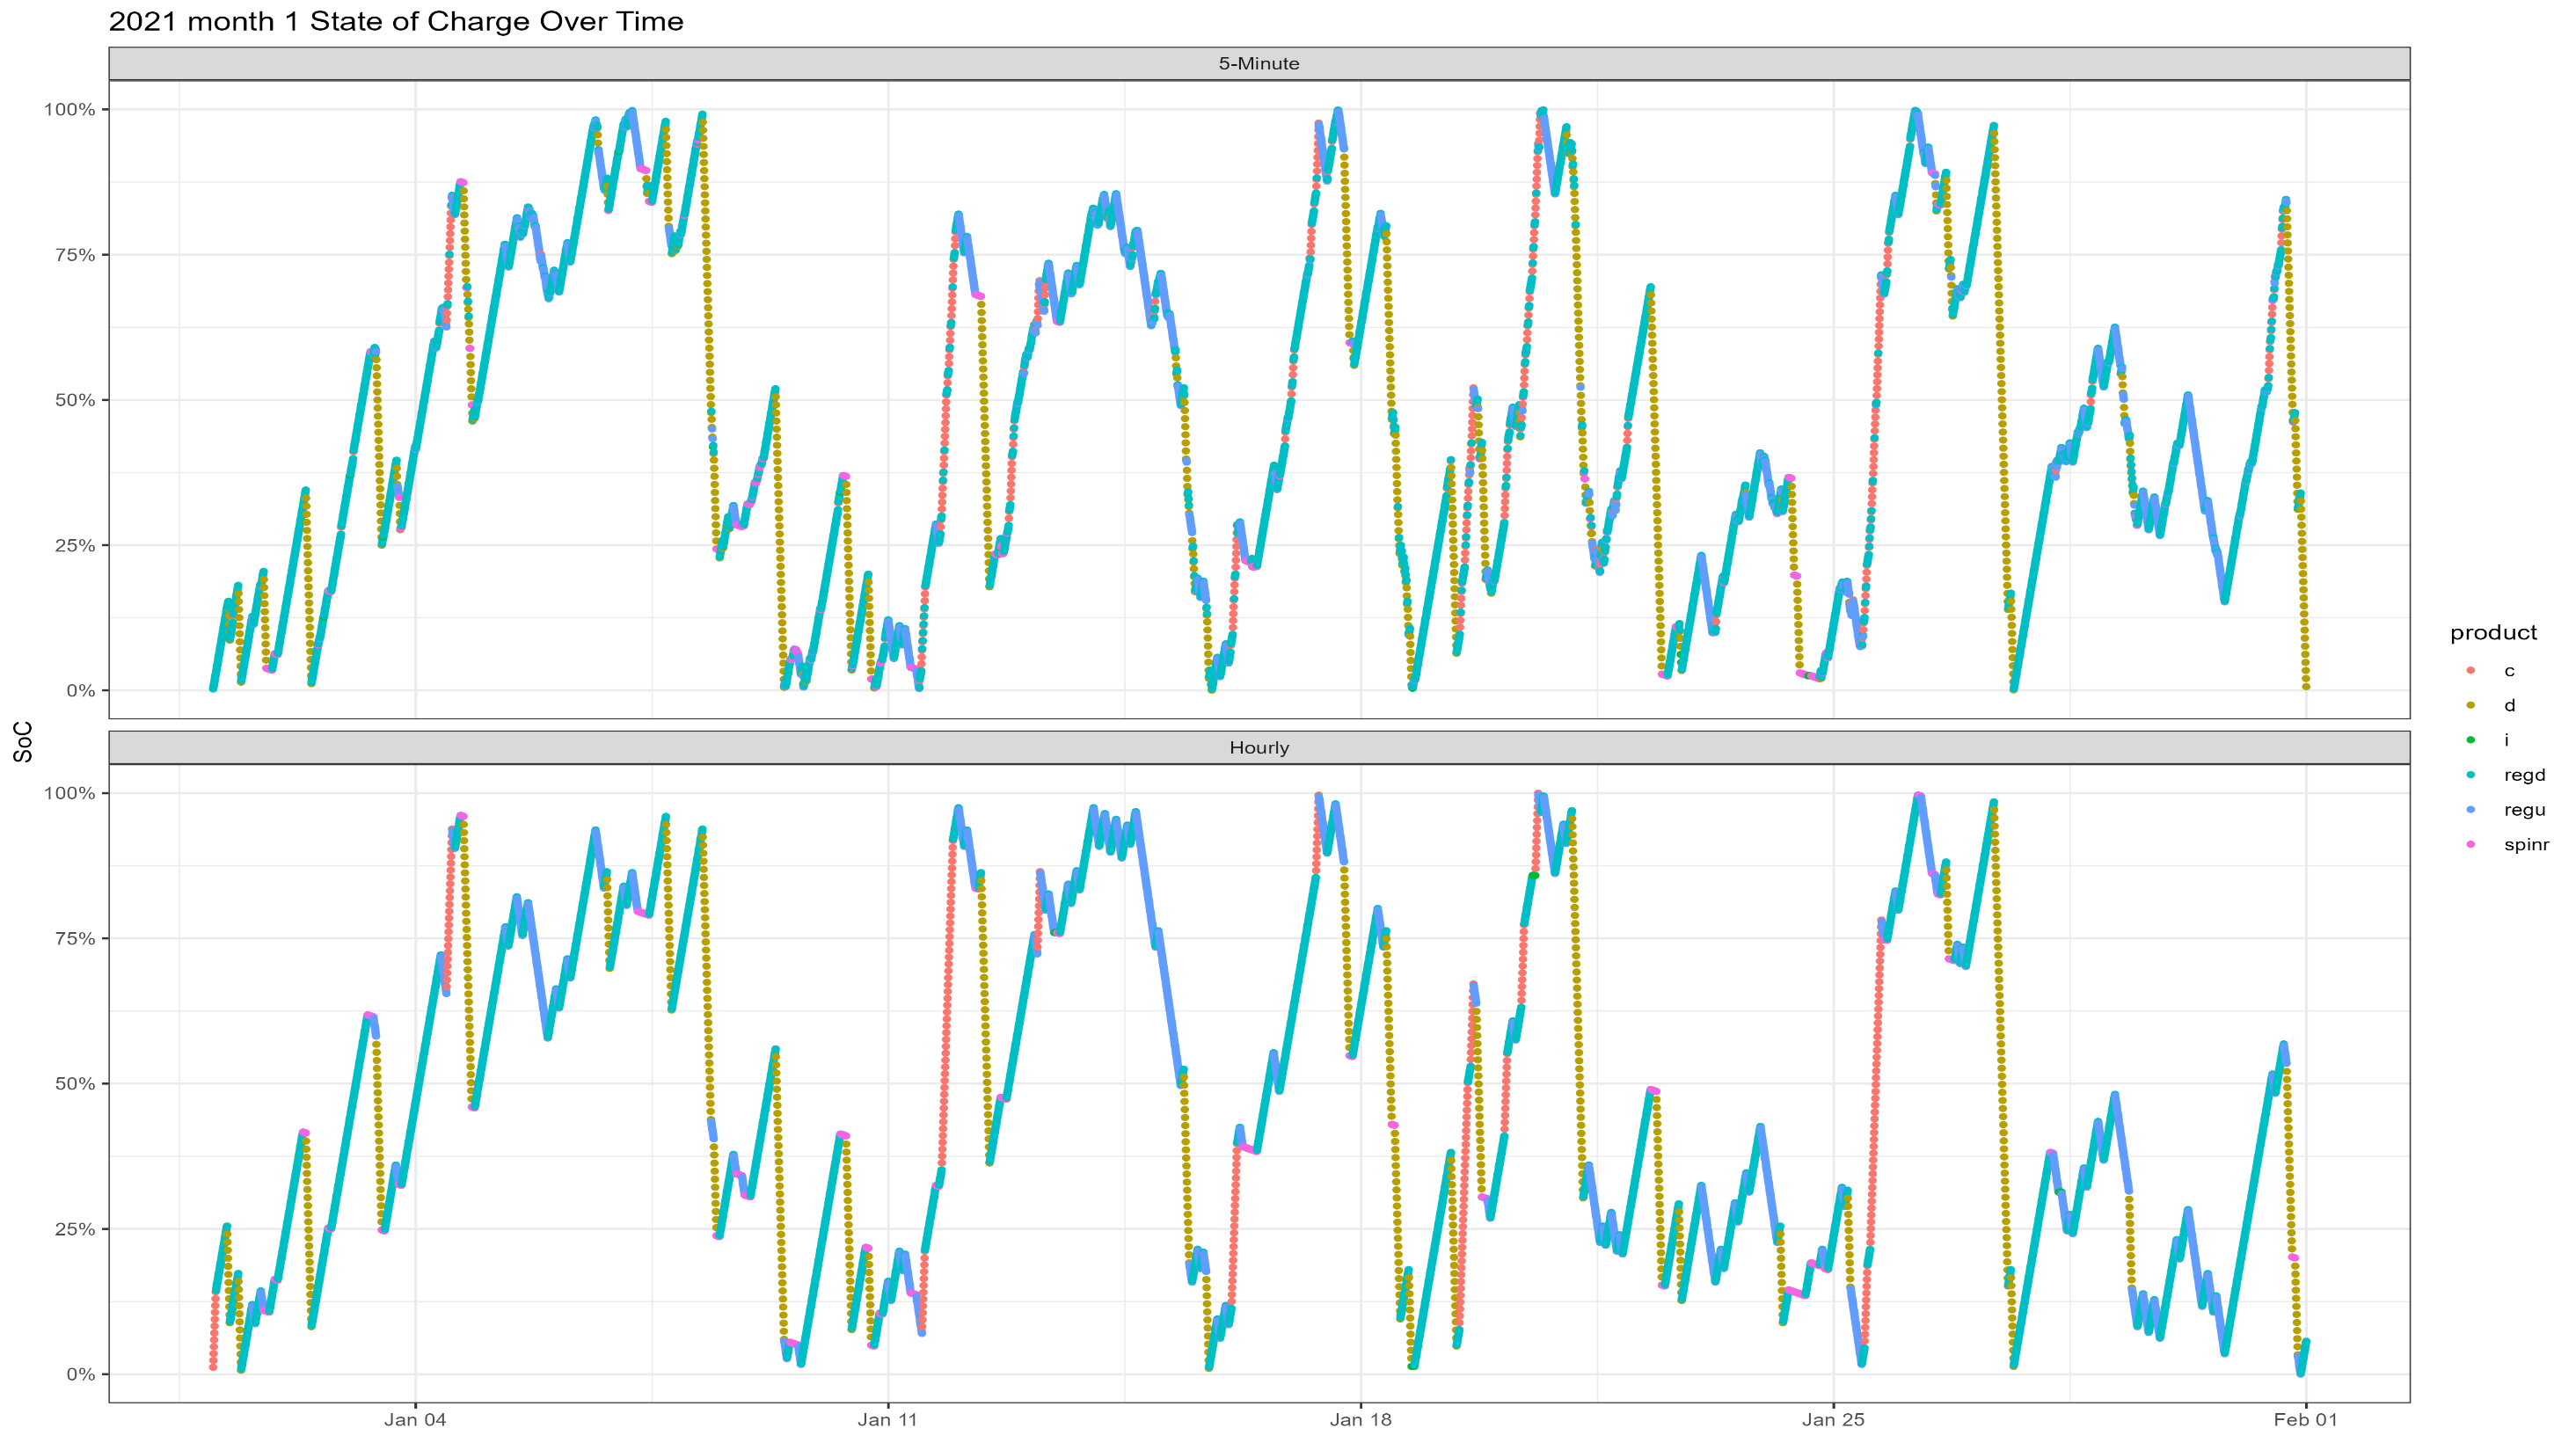 2021 month 1 State of Charge Over Time
5-Minute
100%
75%
50%
25%
0%
SoC
Hourly
100%
75%
50%
25%
0%
Jan 04
Jan 11
Jan 18
Jan 25
Feb 01
product
c
d
i
regd
regu
spinr